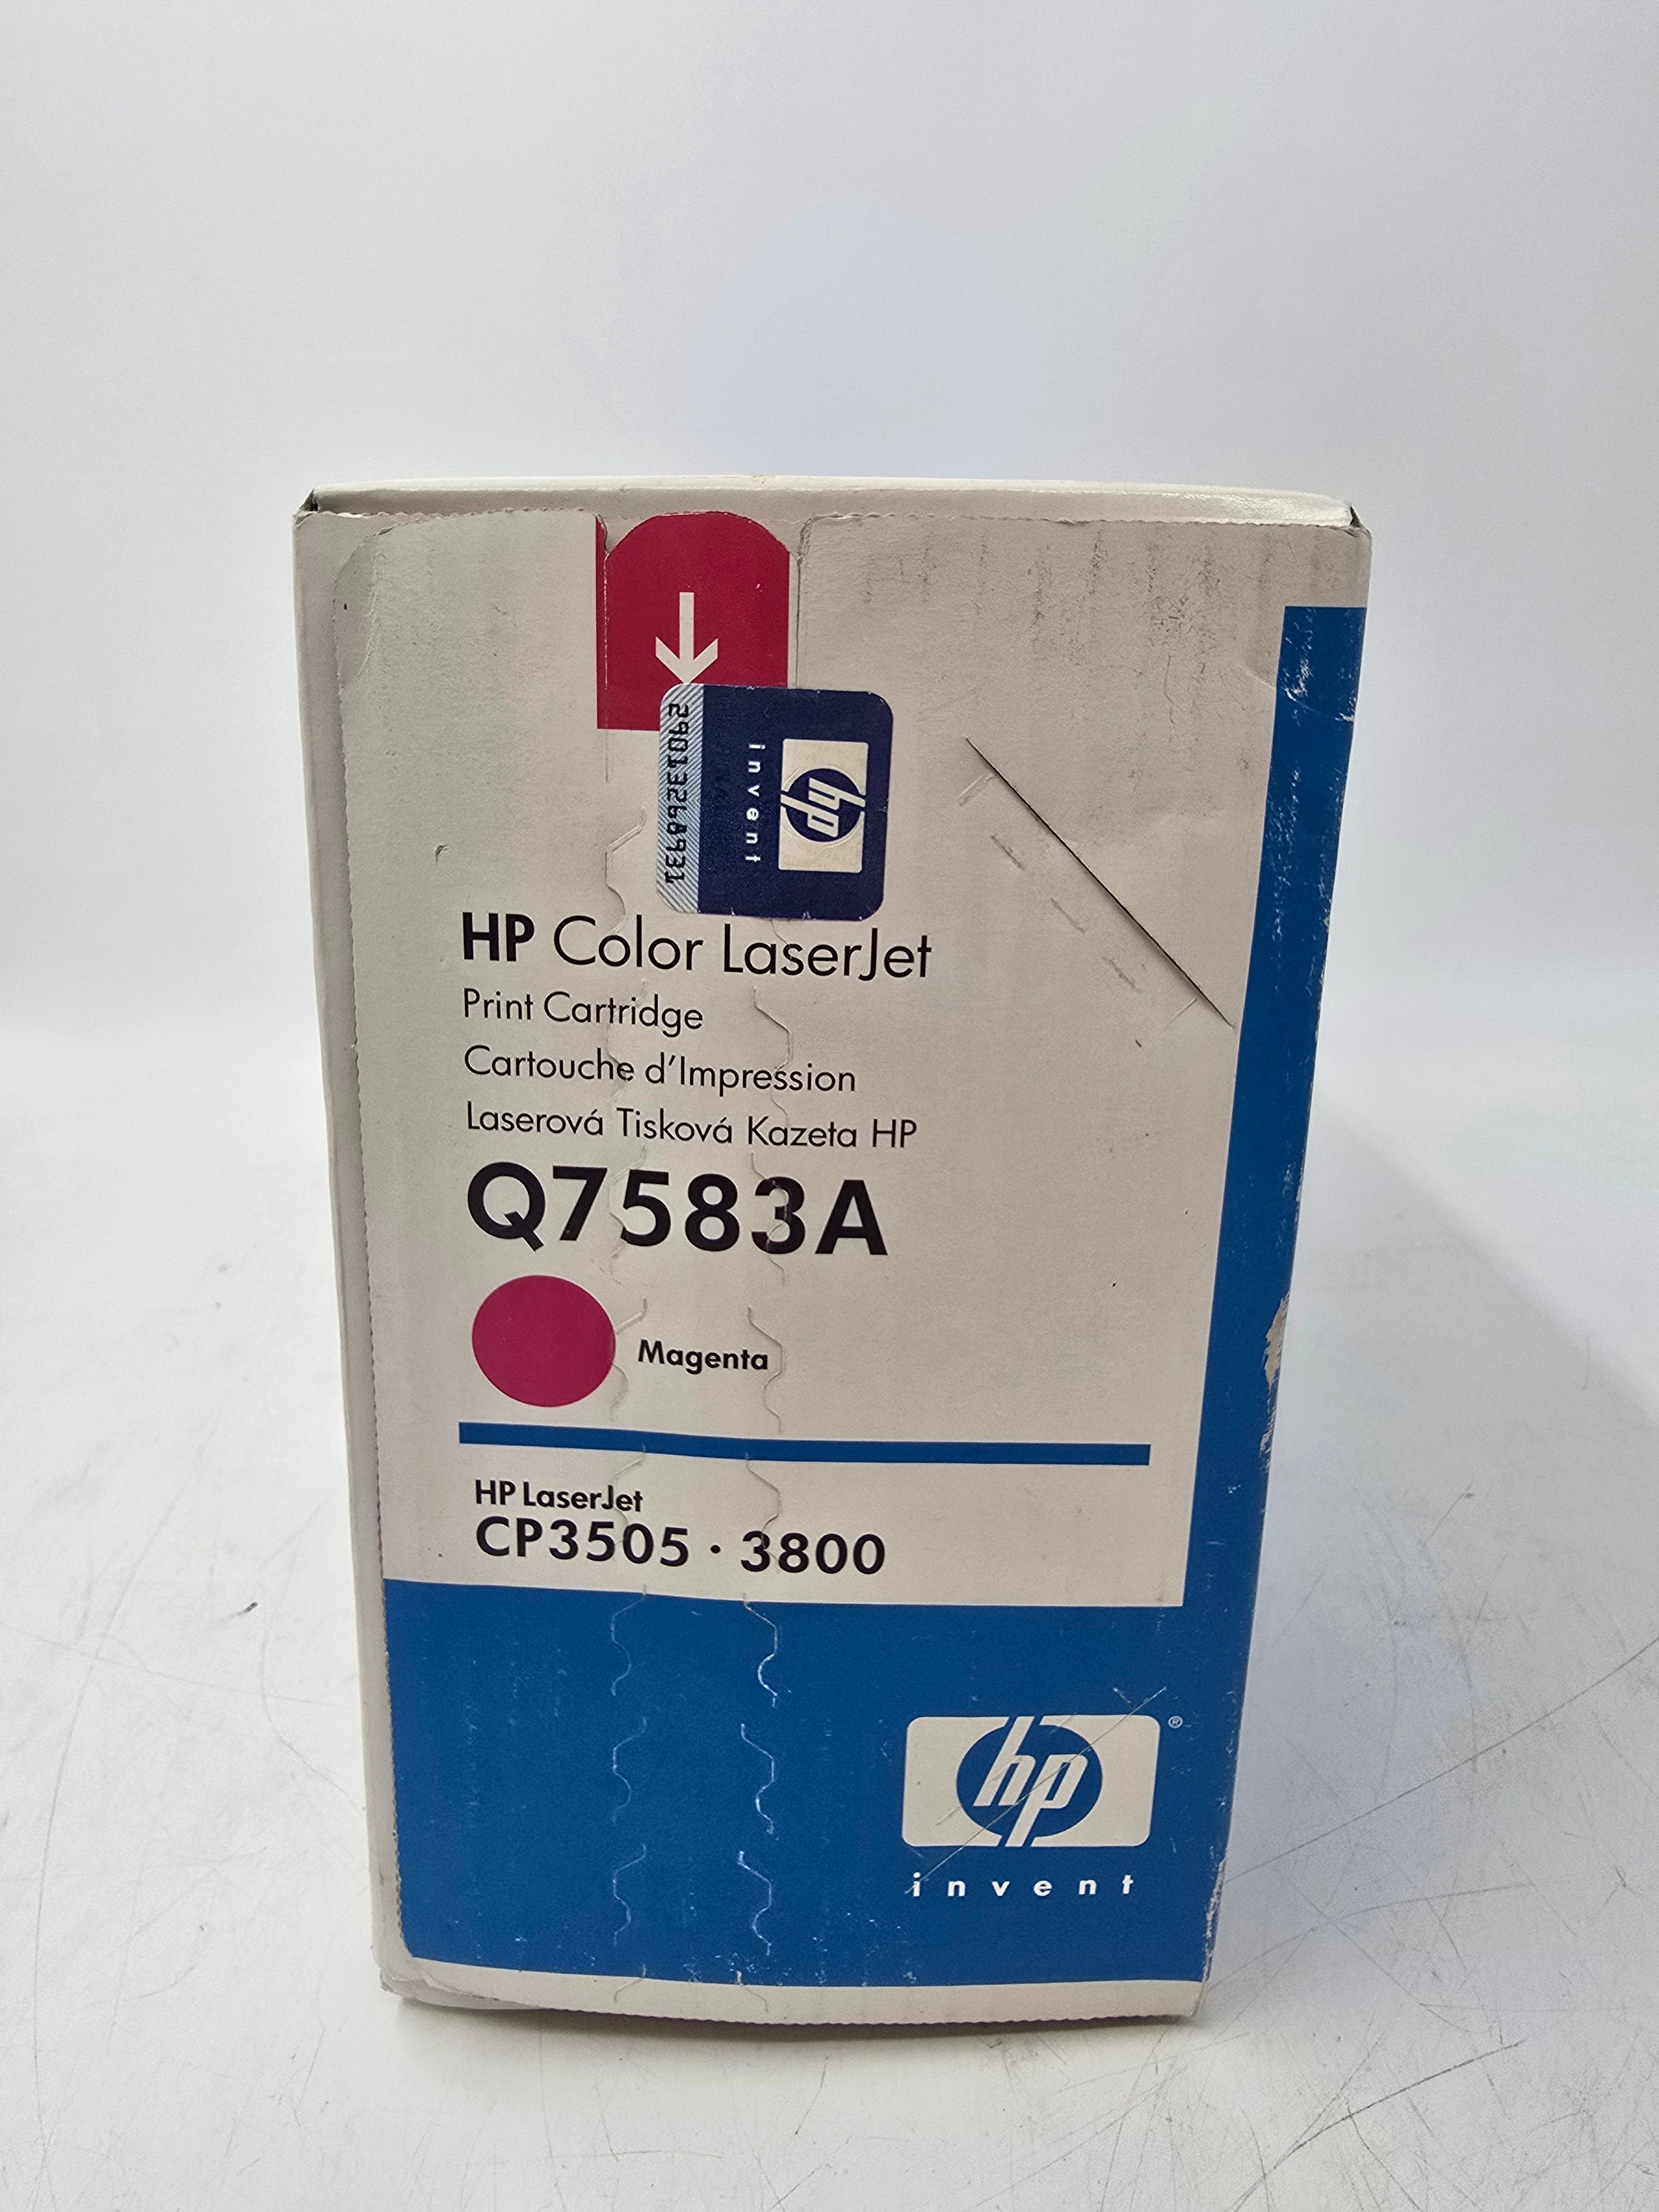 invent
hp
HP Color LaserJet
Print Cartridge
Cartouche d'Impression
Laserová Tisková Kazeta HP
Q7583A
Magenta
HP LaserJet
CP3505 · 3800
hp®
invent